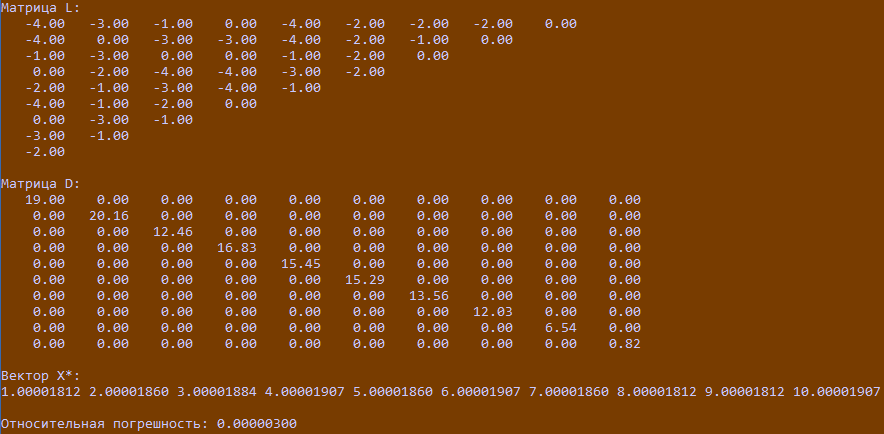 Матрица L:
-4.00 -3.00 -1.00 0.00 -4.00 -2.00 -2.00 -2.00 0.00
-4.00 0.00 -3.00 -3.00 -4.00 -2.00 -1.00 0.00
-1.00 -3.00 0.00 0.00 -1.00 -2.00 0.00
0.00 -2.00 -4.00 -4.00 -3.00 -2.00
-2.00 -1.00 -3.00 -4.00 -1.00
-4.00 -1.00 -2.00 0.00
0.00 -3.00 -1.00
-3.00 -1.00
-2.00
Матрица D:
19.00 0.00 0.00 0.00 0.00 0.00 0.00 0.00 0.00 0.00
0.00 20.16 0.00 0.00 0.00 0.00 0.00 0.00 0.00 0.00
0.00 0.00 12.46 0.00 0.00 0.00 0.00 0.00 0.00 0.00
0.00 0.00 0.00 16.83 0.00 0.00 0.00 0.00 0.00 0.00
0.00 0.00 0.00 0.00 15.45 0.00 0.00 0.00 0.00 0.00
0.00 0.00 0.00 0.00 0.00 15.29 0.00 0.00 0.00 0.00
0.00 0.00 0.00 0.00 0.00 0.00 13.56 0.00 0.00 0.00
0.00 0.00 0.00 0.00 0.00 0.00 0.00 12.03 0.00 0.00
0.00 0.00 0.00 0.00 0.00 0.00 0.00 0.00 6.54 0.00
0.00 0.00 0.00 0.00 0.00 0.00 0.00 0.00 0.00 0.82
Вектор X*:
1.00001812 2.00001860 3.00001884 4.00001907 5.00001860 6.00001907 7.00001860 8.00001812 9.00001812 10.00001907
Относительная погрешность: 0.00000300